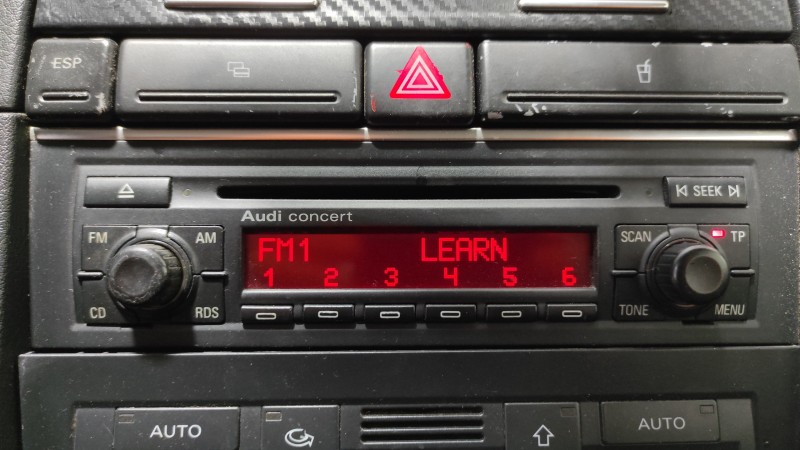 ESP
SEEK
Audi concert
FM AM
CD RDS
FM1 LEARN
1 2 3 4 5 6
SCAN TP
TONE MENU
AUTO AUTO